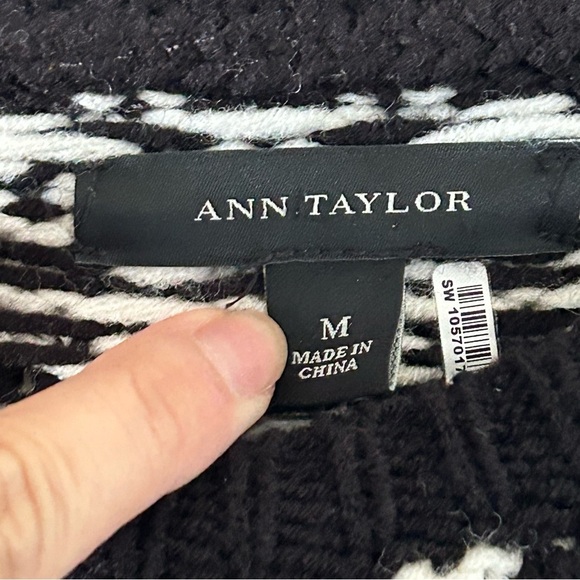 ANN TAYLOR
M
MADE IN
CHINA
SW 1057017